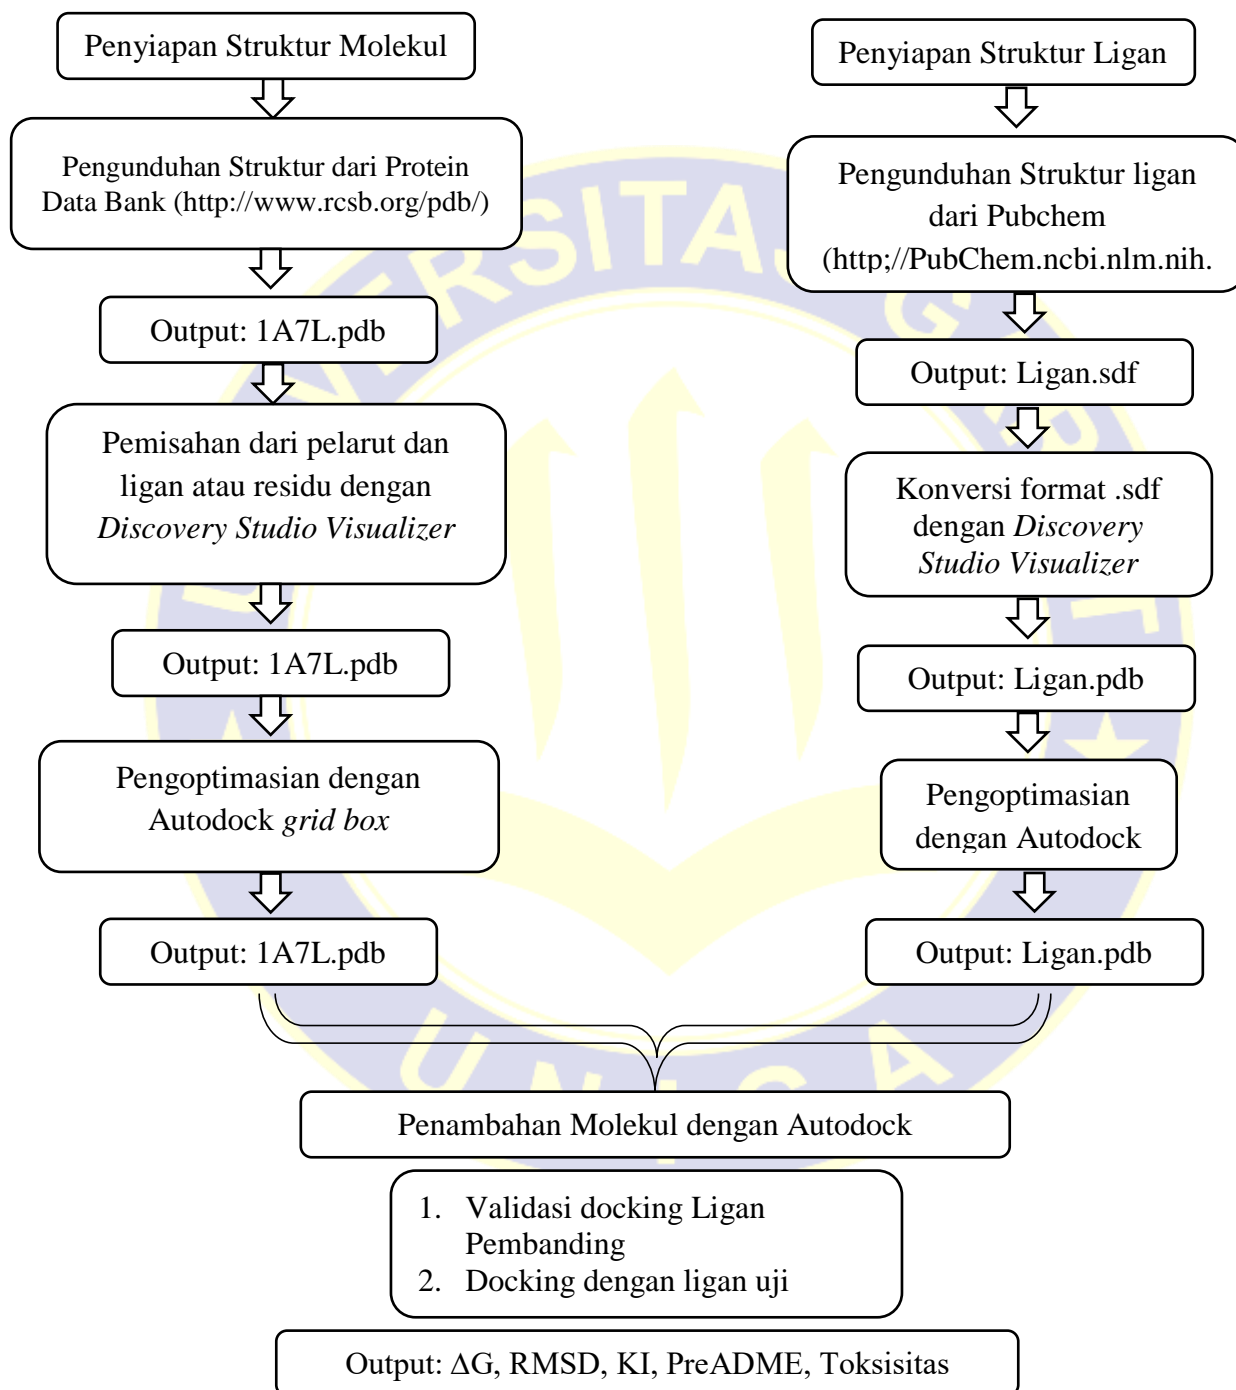 Penyiapan Struktur Molekul
Pengunduhan Struktur dari Protein
Data Bank (http://www.rcsb.org/pdb/)
Output: 1A7L.pdb
Pemisahan dari pelarut dan
ligan atau residu dengan
Discovery Studio Visualizer
Output: 1A7L.pdb
Pengoptimasian dengan
Autodock grid box
Output: 1A7L.pdb
Penyiapan Struktur Ligan
Pengunduhan Struktur ligan
dari Pubchem
(http;//PubChem.ncbi.nlm.nih.
Output: Ligan.sdf
Konversi format .sdf
dengan Discovery
Studio Visualizer
Output: Ligan.pdb
Pengoptimasian
dengan Autodock
Output: Ligan.pdb
Penambahan Molekul dengan Autodock
1. Validasi docking Ligan
Pembanding
2. Docking dengan ligan uji
Output: ΔG, RMSD, KI, PreADME, Toksisitas
UNIVERSITAS GARUT
UNIGA